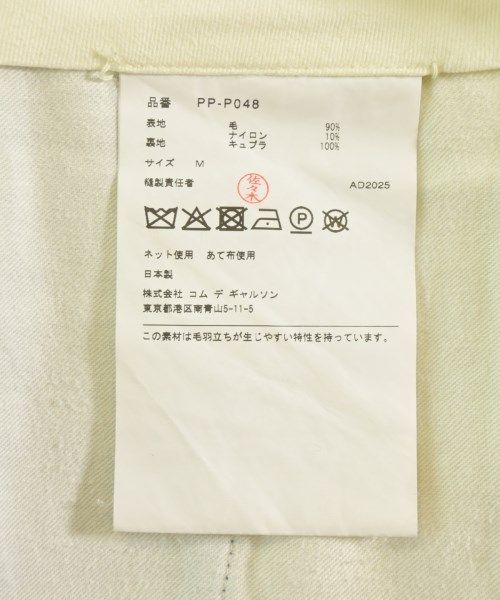 品番 PP-P048
表地 毛 90%
ナイロン 10%
裏地 キュプラ 100%
サイズ M
縫製責任者 佐々木 AD2025
P W
ネット使用 あて布使用
日本製
株式会社 コム デ ギャルソン
東京都港区南青山5-11-5
この素材は毛羽立ちが生じやすい特性を持っています。